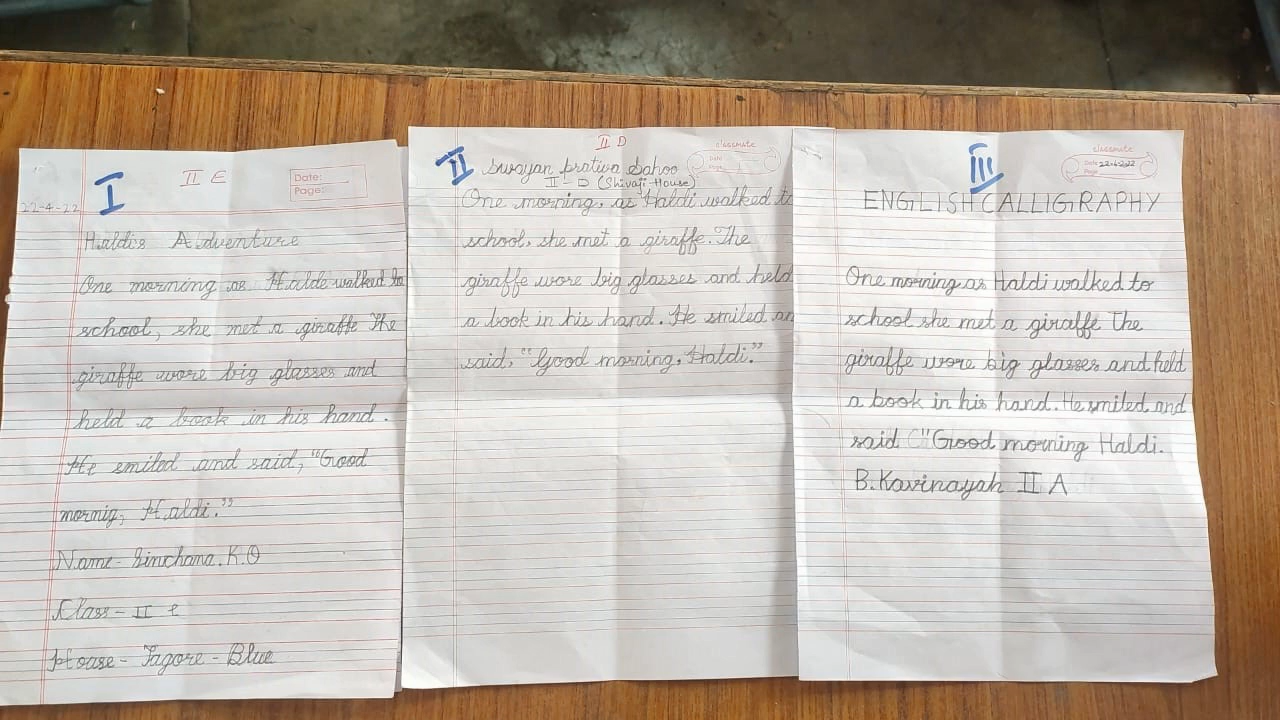 I
II E
Date:
Page:
22-4-22
Haldis Adventure
One morning as Halde walked to
school, she met a giraffe The
giraffe wore big glasses and
held a book in his hand.
He smiled and said, "Good
mornig, Haldi."
Name - Sinchana.K.O
Class - II e
House - Tagore - Blue
II
II D
classmate
Date
Page
Swayan prativa Sahoo
II 'D (Shivaji-House)
One morning, as Haldi walked to
school, she met a giraffe. The
giraffe wore big glasses and held
a book in his hand. He smiled an
said, "Good morning, Haldi."
III
classmate
Date 22-4-2022
Page
ENGLISH CALLIGRAPHY
One morning as Haldi walked to
school she met a giraffe The
giraffe wore big glasses and held
a book in his hand. He smiled and
said "Good morning Haldi.
B.Kavinayah II A